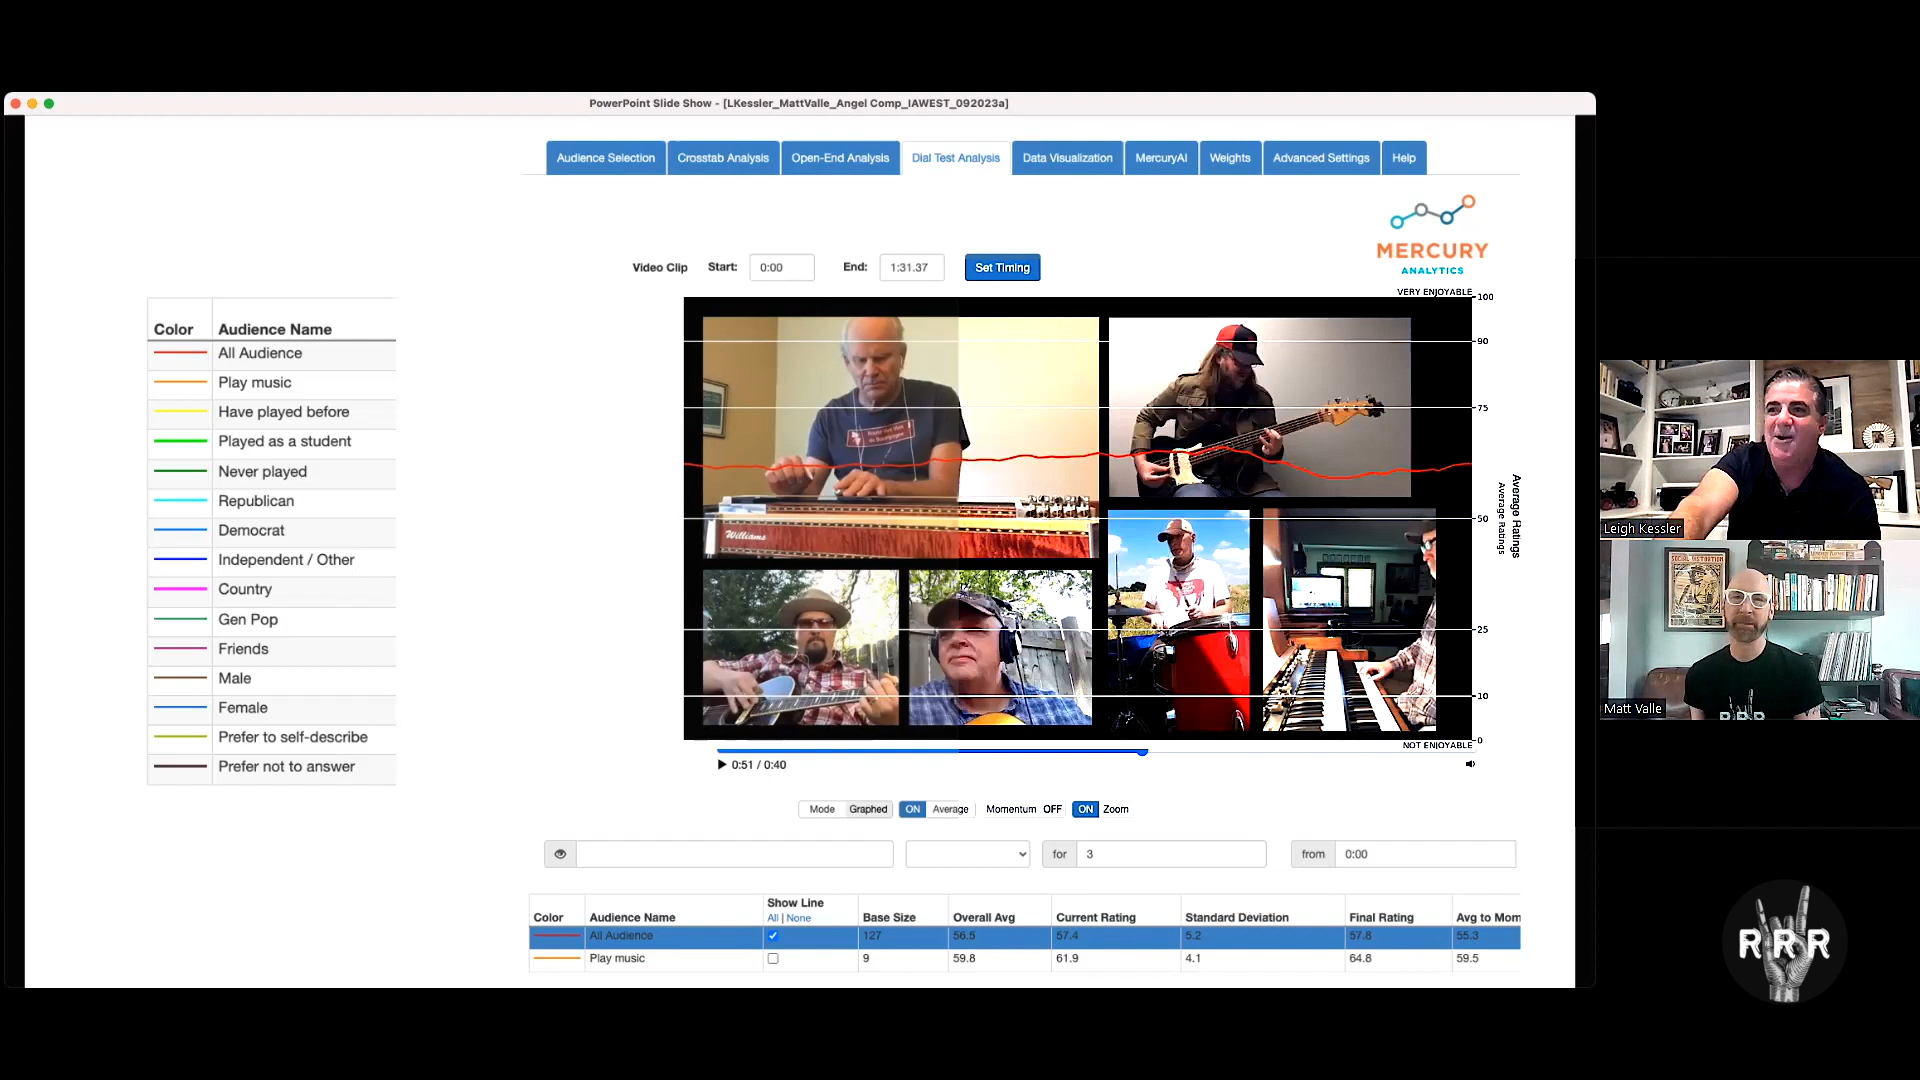 PowerPoint Slide Show - [LKessler_MattValle_Angel Comp_IAWEST_092023a]
Audience Selection
Crosstab Analysis
Open-End Analysis
Dial Test Analysis
Data Visualization
MercuryAI
Weights
Advanced Settings
Help
MERCURY
ANALYTICS
Video Clip Start: 0:00 End: 1:31.37 Set Timing
VERY ENJOYABLE
100
90
75
50
25
10
0
NOT ENJOYABLE
Average Ratings
Average Ratings
Williams
Color Audience Name
All Audience
Play music
Have played before
Played as a student
Never played
Republican
Democrat
Independent / Other
Country
Gen Pop
Friends
Male
Female
Prefer to self-describe
Prefer not to answer
0:51 / 0:40
Mode Graphed ON Average Momentum OFF ON Zoom
for 3 from 0:00
Color Audience Name Show Line All | None Base Size Overall Avg Current Rating Standard Deviation Final Rating Avg to Mom
All Audience 127 56.5 57.4 5.2 57.8 55.3
Play music 9 59.8 61.9 4.1 64.8 59.5
Leigh Kessler
SOCIAL DISTORTION
Matt Valle
RRR
RRR